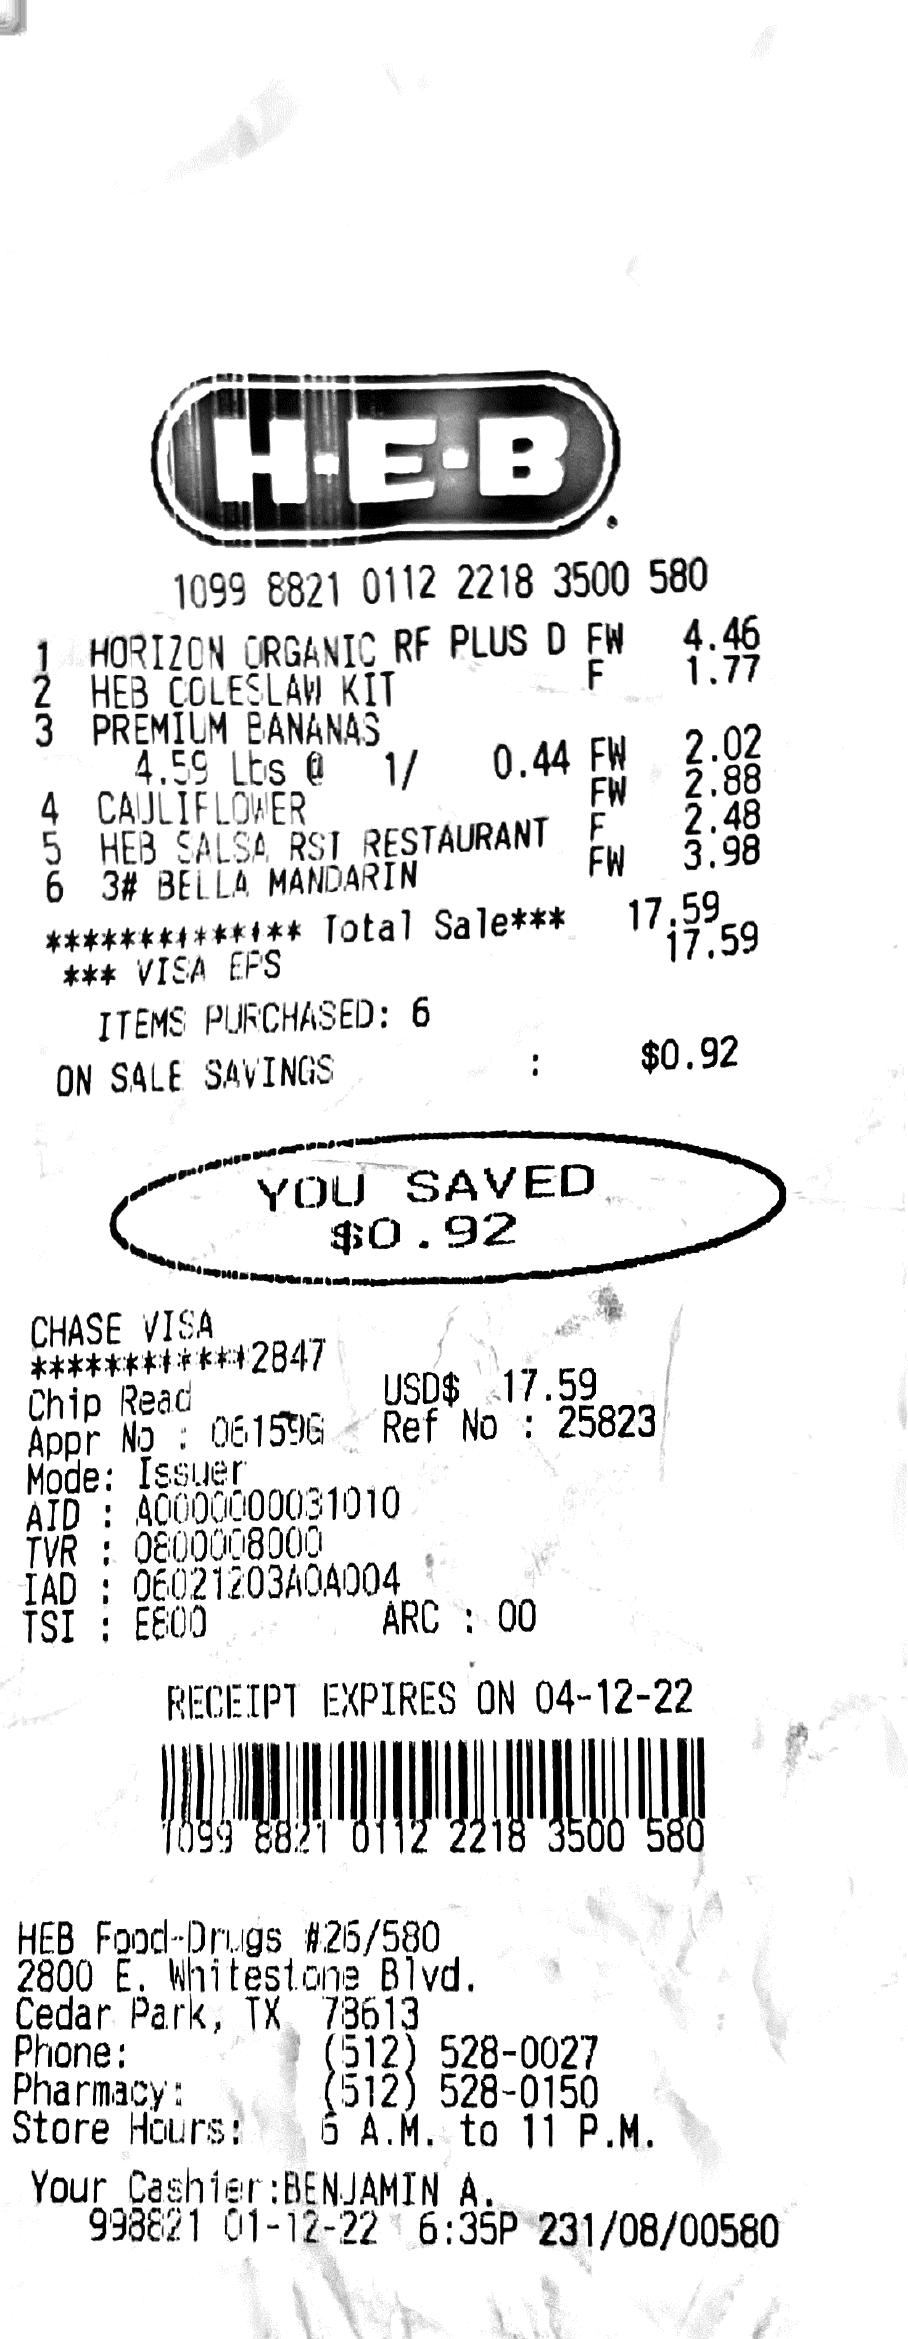 H-E-B
1099 8821 0112 2218 3500 580
1 HORIZON ORGANIC RF PLUS D FW 4.46
2 HEB COLESLAW KIT F 1.77
3 PREMIUM BANANAS
4.59 Lbs @ 1/ 0.44 FW 2.02
4 CAULIFLOWER FW 2.88
5 HEB SALSA RST RESTAURANT F 2.48
6 3# BELLA MANDARIN FW 3.98
************** Total Sale*** 17.59
*** VISA EPS 17.59
ITEMS PURCHASED: 6
ON SALE SAVINGS : $0.92
YOU SAVED
$0.92
CHASE VISA
************2847
Chip Read USD$ 17.59
Appr No : 06159G Ref No : 25823
Mode: Issuer
AID : A0000000031010
TVR : 0800008000
IAD : 06021203A0A004
TSI : E800 ARC : 00
RECEIPT EXPIRES ON 04-12-22
1099 8821 0112 2218 3500 580
HEB Food-Drugs #26/580
2800 E. Whitestone Blvd.
Cedar Park, TX 78613
Phone: (512) 528-0027
Pharmacy: (512) 528-0150
Store Hours: 6 A.M. to 11 P.M.
Your Cashier:BENJAMIN A.
998821 01-12-22 6:35P 231/08/00580